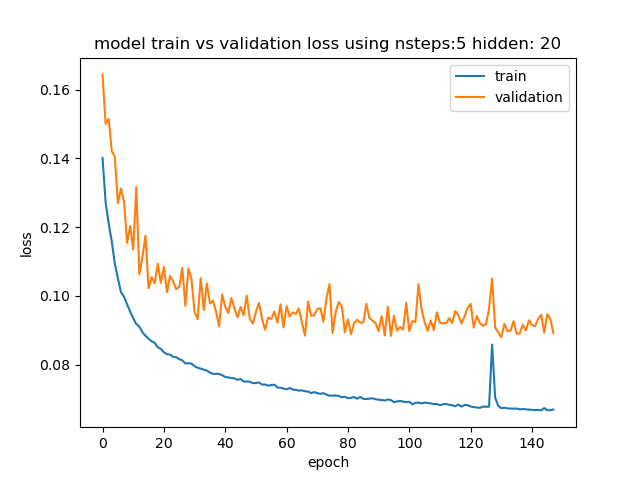 model train vs validation loss using nsteps:5 hidden: 20
train
validation
0.16
0.14
0.12
0.10
0.08
loss
0 20 40 60 80 100 120 140
epoch